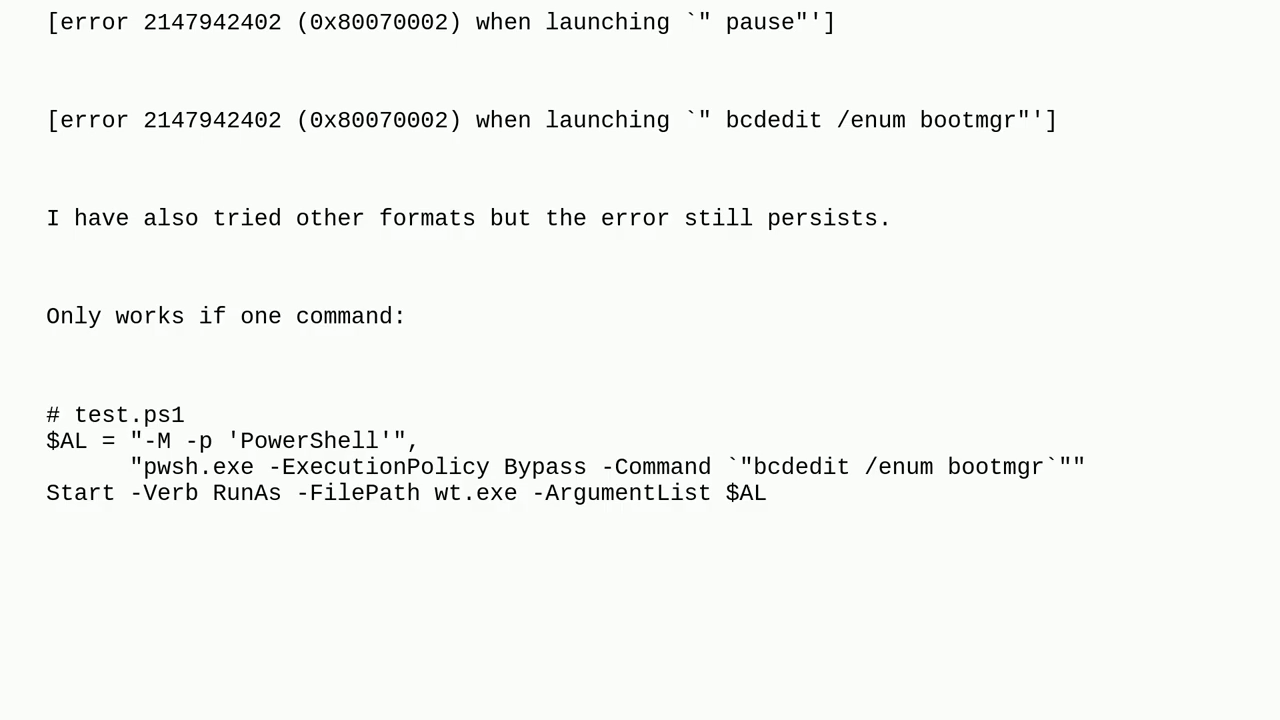 [error 2147942402 (0x80070002) when launching `" pause"']
[error 2147942402 (0x80070002) when launching `" bcdedit /enum bootmgr"']
I have also tried other formats but the error still persists.
Only works if one command:
# test.ps1
$AL = "-M -p 'PowerShell'",
      "pwsh.exe -ExecutionPolicy Bypass -Command `"bcdedit /enum bootmgr`""
Start -Verb RunAs -FilePath wt.exe -ArgumentList $AL